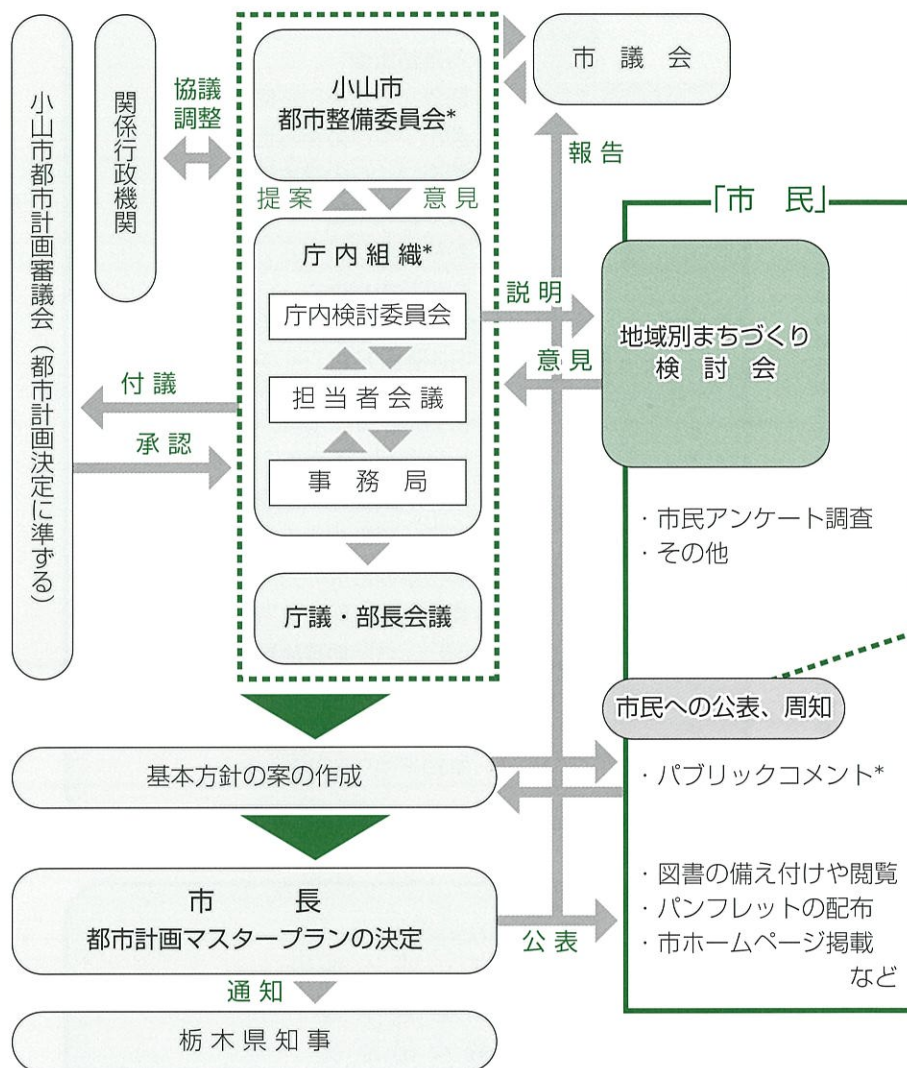 小山市都市計画審議会（都市計画決定に準ずる）
関係行政機関
協議
調整
小山市
都市整備委員会*
市議会
報告
提案
意見
庁内組織*
庁内検討委員会
担当者会議
事務局
庁議・部長会議
付議
承認
説明
意見
「市　民」
地域別まちづくり
検討会
・市民アンケート調査
・その他
市民への公表、周知
・パブリックコメント*
・図書の備え付けや閲覧
・パンフレットの配布
・市ホームページ掲載
など
基本方針の案の作成
市　長
都市計画マスタープランの決定
公表
通知
栃木県知事